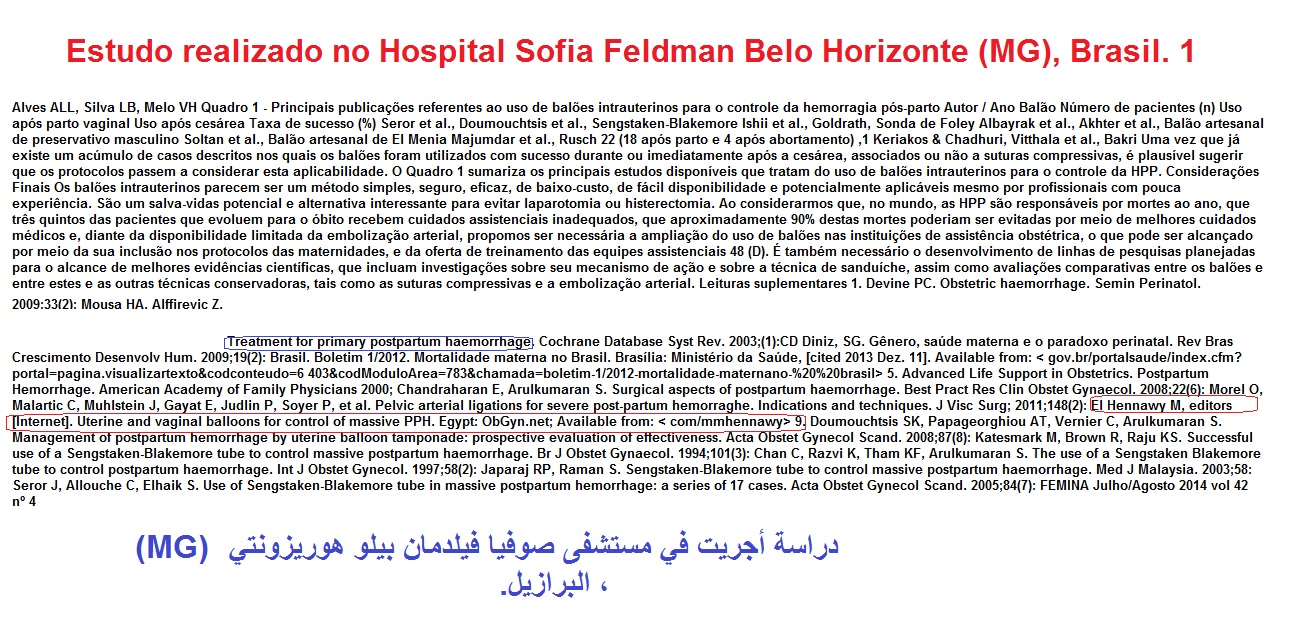 Estudo realizado no Hospital Sofia Feldman Belo Horizonte (MG), Brasil. 1
Alves ALL, Silva LB, Melo VH Quadro 1 - Principais publicações referentes ao uso de balões intrauterinos para o controle da hemorragia pós-parto Autor / Ano Balão Número de pacientes (n) Uso
após parto vaginal Uso após cesárea Taxa de sucesso (%) Seror et al., Doumouchtsis et al., Sengstaken-Blakemore Ishii et al., Goldrath, Sonda de Foley Albayrak et al., Akhter et al., Balão artesanal
de preservativo masculino Soltan et al., Balão artesanal de El Menia Majumdar et al., Rusch 22 (18 após parto e 4 após abortamento) ,1 Keriakos & Chadhuri, Vitthala et al., Bakri Uma vez que já
existe um acúmulo de casos descritos nos quais os balões foram utilizados com sucesso durante ou imediatamente após a cesárea, associados ou não a suturas compressivas, é plausível sugerir
que os protocolos passem a considerar esta aplicabilidade. O Quadro 1 sumariza os principais estudos disponíveis que tratam do uso de balões intrauterinos para o controle da HPP. Considerações
Finais Os balões intrauterinos parecem ser um método simples, seguro, eficaz, de baixo-custo, de fácil disponibilidade e potencialmente aplicáveis mesmo por profissionais com pouca
experiência. São um salva-vidas potencial e alternativa interessante para evitar laparotomia ou histerectomia. Ao considerarmos que, no mundo, as HPP são responsáveis por mortes ao ano, que
três quintos das pacientes que evoluem para o óbito recebem cuidados assistenciais inadequados, que aproximadamente 90% destas mortes poderiam ser evitadas por meio de melhores cuidados
médicos e, diante da disponibilidade limitada da embolização arterial, propomos ser necessária a ampliação do uso de balões nas instituições de assistência obstétrica, o que pode ser alcançado
por meio da sua inclusão nos protocolos das maternidades, e da oferta de treinamento das equipes assistenciais 48 (D). É também necessário o desenvolvimento de linhas de pesquisas planejadas
para o alcance de melhores evidências científicas, que incluam investigações sobre seu mecanismo de ação e sobre a técnica de sanduíche, assim como avaliações comparativas entre os balões e
entre estes e as outras técnicas conservadoras, tais como as suturas compressivas e a embolização arterial. Leituras suplementares 1. Devine PC. Obstetric haemorrhage. Semin Perinatol.
2009:33(2): Mousa HA. Alffirevic Z.
Treatment for primary postpartum haemorrhage. Cochrane Database Syst Rev. 2003;(1):CD Diniz, SG. Gênero, saúde materna e o paradoxo perinatal. Rev Bras
Crescimento Desenvolv Hum. 2009;19(2): Brasil. Boletim 1/2012. Mortalidade materna no Brasil. Brasília: Ministério da Saúde, [cited 2013 Dez. 11]. Available from: < gov.br/portalsaude/index.cfm?
portal=pagina.visualizartexto&codconteudo=6 403&codModuloArea=783&chamada=boletim-1/2012-mortalidade-maternano-%20%20brasil> 5. Advanced Life Support in Obstetrics. Postpartum
Hemorrhage. American Academy of Family Physicians 2000; Chandraharan E, Arulkumaran S. Surgical aspects of postpartum haemorrhage. Best Pract Res Clin Obstet Gynaecol. 2008;22(6): Morel O,
Malartic C, Muhlstein J, Gayat E, Judlin P, Soyer P, et al. Pelvic arterial ligations for severe post-partum hemorraghe. Indications and techniques. J Visc Surg; 2011;148(2): El Hennawy M, editors
[Internet]. Uterine and vaginal balloons for control of massive PPH. Egypt: ObGyn.net; Available from: < com/mmhennawy> 9. Doumouchtsis SK, Papageorghiou AT, Vernier C, Arulkumaran S.
Management of postpartum hemorrhage by uterine balloon tamponade: prospective evaluation of effectiveness. Acta Obstet Gynecol Scand. 2008;87(8): Katesmark M, Brown R, Raju KS. Successful
use of a Sengstaken-Blakemore tube to control massive postpartum haemorrhage. Br J Obstet Gynaecol. 1994;101(3): Chan C, Razvi K, Tham KF, Arulkumaran S. The use of a Sengstaken Blakemore
tube to control postpartum haemorrhage. Int J Obstet Gynecol. 1997;58(2): Japaraj RP, Raman S. Sengstaken-Blakemore tube to control massive postpartum haemorrhage. Med J Malaysia. 2003;58:
Seror J, Allouche C, Elhaik S. Use of Sengstaken-Blakemore tube in massive postpartum hemorrhage: a series of 17 cases. Acta Obstet Gynecol Scand. 2005;84(7): FEMINA Julho/Agosto 2014 vol 42
nº 4
دراسة أجريت في مستشفى صوفيا فيلدمان بيلو هوريزونتي (MG)
، البرازيل.